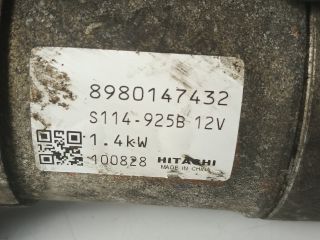 8980147432
S114-925B 12V
1.4kW
100828 HITACHI
MADE IN CHINA